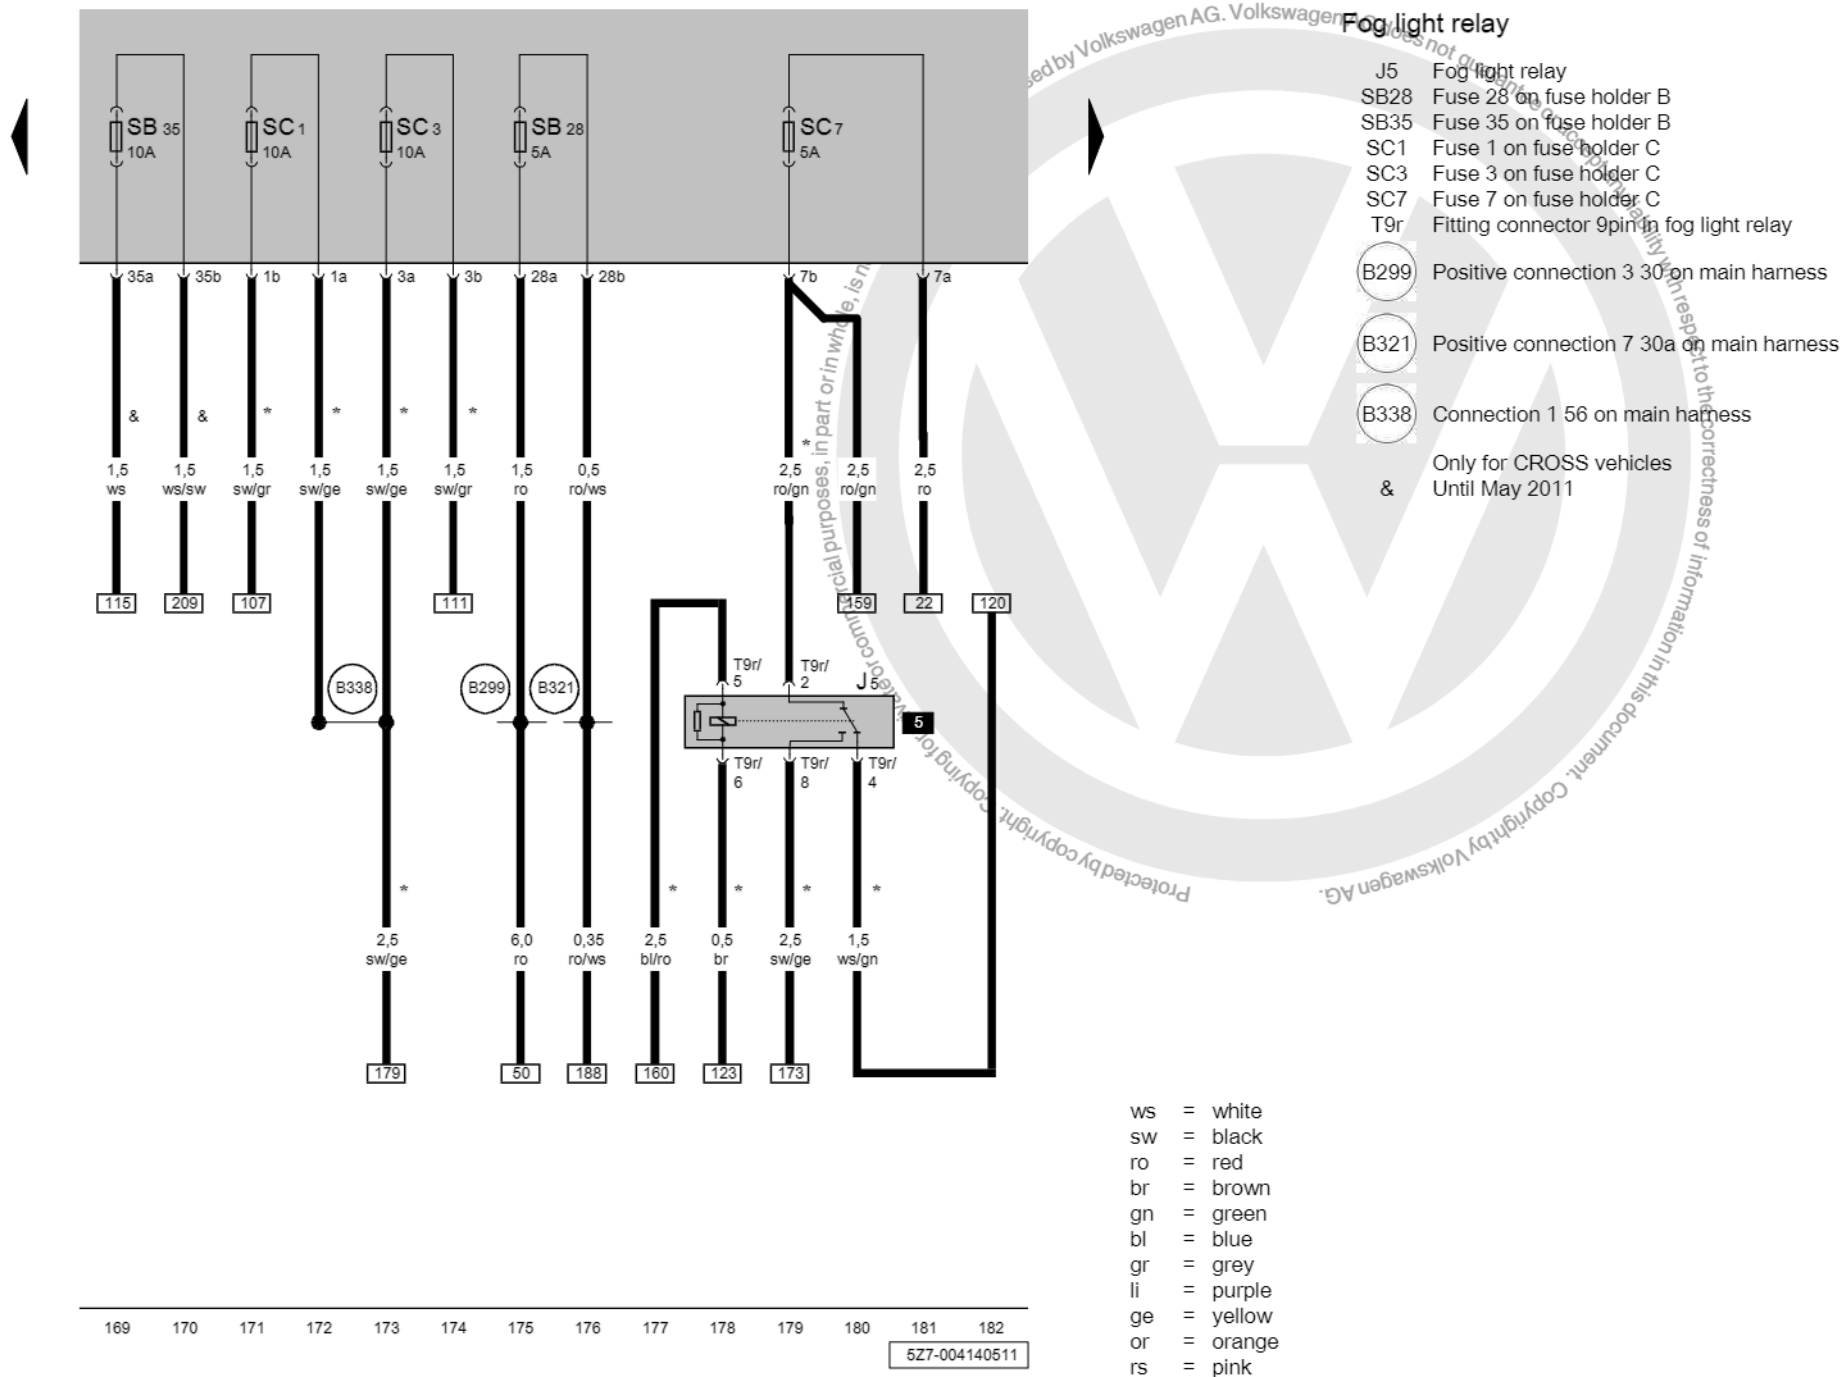 Fog light relay
J5 Fog light relay
SB28 Fuse 28 on fuse holder B
SB35 Fuse 35 on fuse holder B
SC1 Fuse 1 on fuse holder C
SC3 Fuse 3 on fuse holder C
SC7 Fuse 7 on fuse holder C
T9r Fitting connector 9pin in fog light relay
B299 Positive connection 3 30 on main harness
B321 Positive connection 7 30a on main harness
B338 Connection 1 56 on main harness
Only for CROSS vehicles
& Until May 2011
SB 35 SC 1 SC 3 SB 28 SC 7
10A 10A 10A 5A 5A
35a 35b 1b 1a 3a 3b 28a 28b 7b 7a
& & * * * * *
1,5 1,5 1,5 1,5 1,5 1,5 1,5 0,5 2,5 2,5 2,5
ws ws/sw sw/gr sw/ge sw/ge sw/gr ro ro/ws ro/gn ro/gn ro
115 209 107 111 159 22 120
B338 B299 B321
T9r/ T9r/
5 2 J5
5
T9r/ T9r/ T9r/
6 8 4
* * * * *
2,5 6,0 0,35 2,5 0,5 2,5 1,5
sw/ge ro ro/ws bl/ro br sw/ge ws/gn
179 50 188 160 123 173
ws = white
sw = black
ro = red
br = brown
gn = green
bl = blue
gr = grey
li = purple
ge = yellow
or = orange
rs = pink
169 170 171 172 173 174 175 176 177 178 179 180 181 182
5Z7-004140511
Protected by copyright. Copying for private or commercial purposes, in part or in whole, is n
sed by Volkswagen AG. Volkswagen AG does not guarantee or accept any liability with respect to the correctness of information in this document. Copyright by Volkswagen AG.